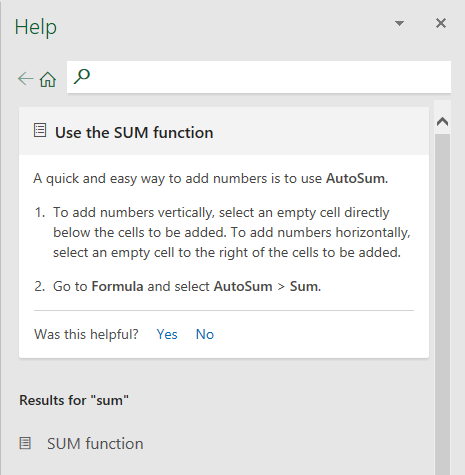 Help
Use the SUM function
A quick and easy way to add numbers is to use AutoSum.
1. To add numbers vertically, select an empty cell directly
below the cells to be added. To add numbers horizontally,
select an empty cell to the right of the cells to be added.
2. Go to Formula and select AutoSum > Sum.
Was this helpful? Yes No
Results for "sum"
SUM function